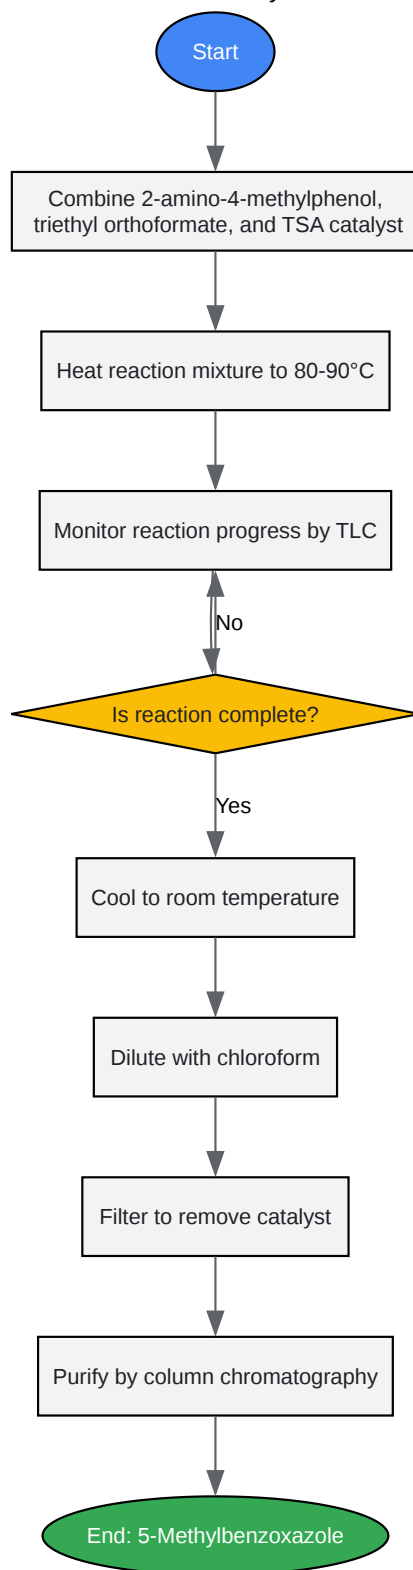 Start
Combine 2-amino-4-methylphenol,
triethyl orthoformate, and TSA catalyst
Heat reaction mixture to 80-90°C
Monitor reaction progress by TLC
No
Is reaction complete?
Yes
Cool to room temperature
Dilute with chloroform
Filter to remove catalyst
Purify by column chromatography
End: 5-Methylbenzoxazole